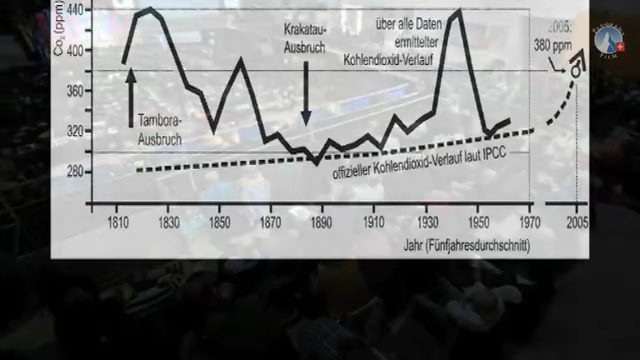 Co₂ (ppm)
440
400
360
320
280
Tambora-
Ausbruch
Krakatau-
Ausbruch
über alle Daten
ermittelter
Kohlendioxid-Verlauf
2005:
380 ppm
offizieller Kohlendioxid-Verlauf laut IPCC
1810 1830 1850 1870 1890 1910 1930 1950 1970 2005
Jahr (Fünfjahresdurchschnitt)